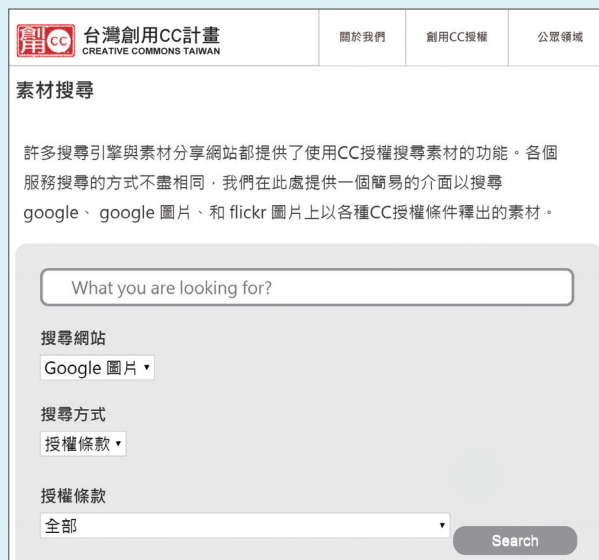 創用CC 台灣創用CC計畫
CREATIVE COMMONS TAIWAN
關於我們
創用CC授權
公眾領域
素材搜尋
許多搜尋引擎與素材分享網站都提供了使用CC授權搜尋素材的功能。各個
服務搜尋的方式不盡相同，我們在此處提供一個簡易的介面以搜尋
google、 google 圖片、和 flickr 圖片上以各種CC授權條件釋出的素材。
What you are looking for?
搜尋網站
Google 圖片
搜尋方式
授權條款
授權條款
全部
Search